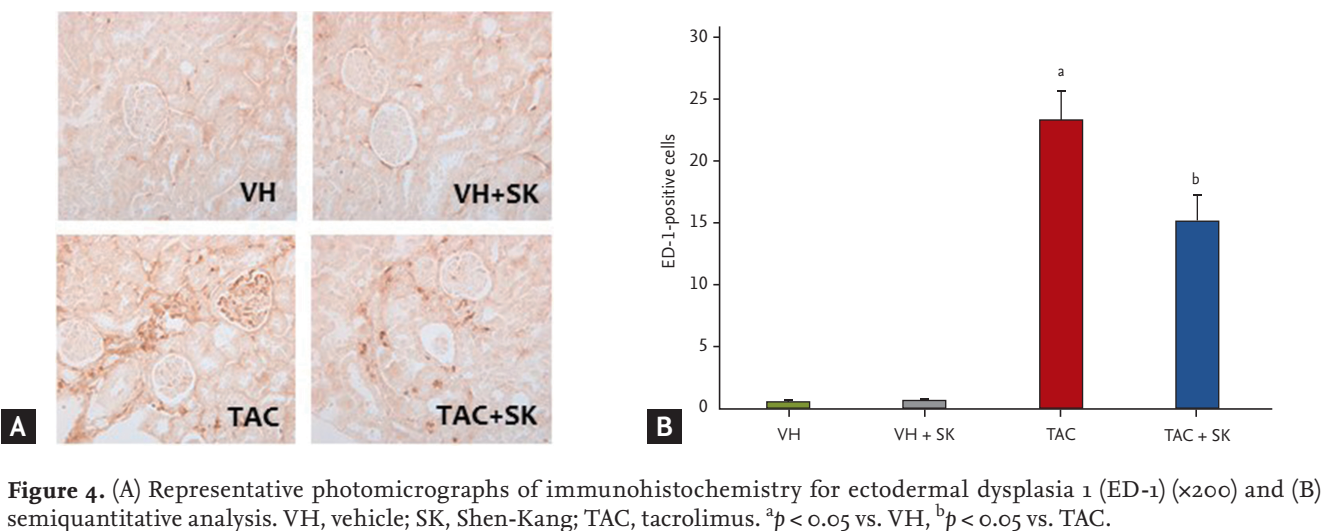 VH
VH+SK
TAC
TAC+SK
A
30
25
20
15
10
5
0
ED-1-positive cells
a
b
VH
VH + SK
TAC
TAC + SK
B
Figure 4. (A) Representative photomicrographs of immunohistochemistry for ectodermal dysplasia 1 (ED-1) (×200) and (B)
semiquantitative analysis. VH, vehicle; SK, Shen-Kang; TAC, tacrolimus. ᵃp < 0.05 vs. VH, ᵇp < 0.05 vs. TAC.